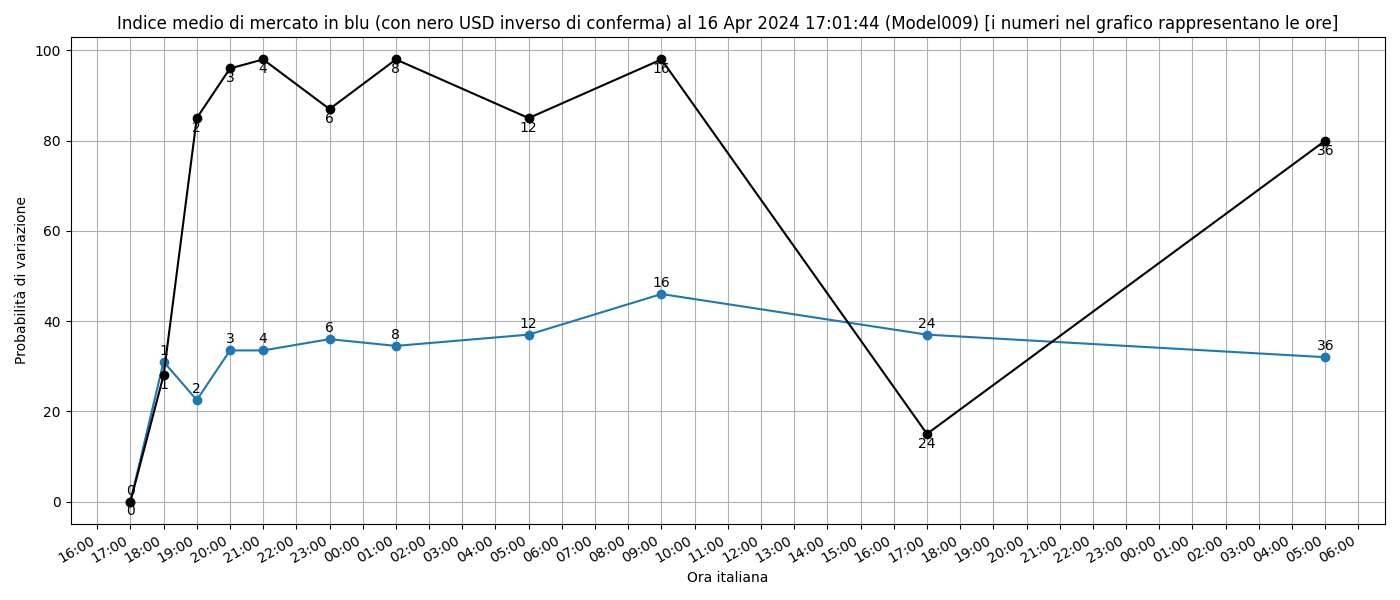 Indice medio di mercato in blu (con nero USD inverso di conferma) al 16 Apr 2024 17:01:44 (Model009) [i numeri nel grafico rappresentano le ore]
Probabilità di variazione
100
80
60
40
20
0
0 1 2 3 4 6 8 12 16 24 36
0 1 2 3 4 6 8 12 16 24 36
16:00 17:00 18:00 19:00 20:00 21:00 22:00 23:00 00:00 01:00 02:00 03:00 04:00 05:00 06:00 07:00 08:00 09:00 10:00 11:00 12:00 13:00 14:00 15:00 16:00 17:00 18:00 19:00 20:00 21:00 22:00 23:00 00:00 01:00 02:00 03:00 04:00 05:00 06:00
Ora italiana